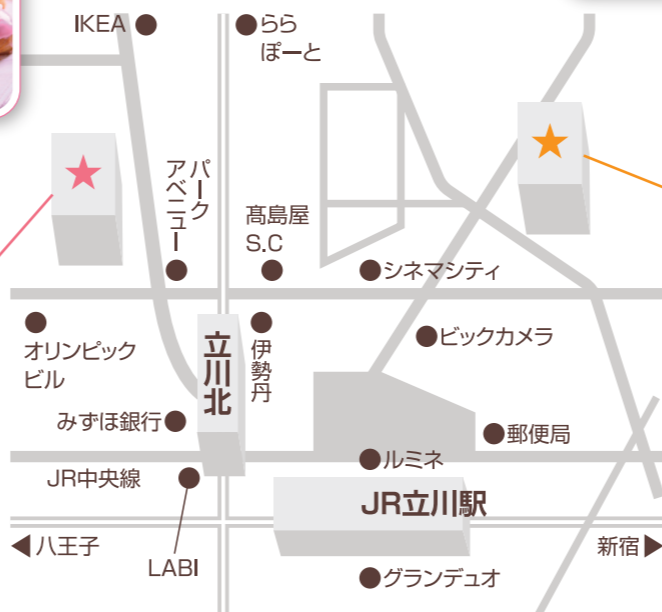 IKEA
らら
ぽーと
パーク
アベニュー
髙島屋
S.C
シネマシティ
オリンピック
ビル
立川北
伊勢丹
ビックカメラ
みずほ銀行
郵便局
ルミネ
JR中央線
JR立川駅
八王子
新宿
LABI
グランデュオ